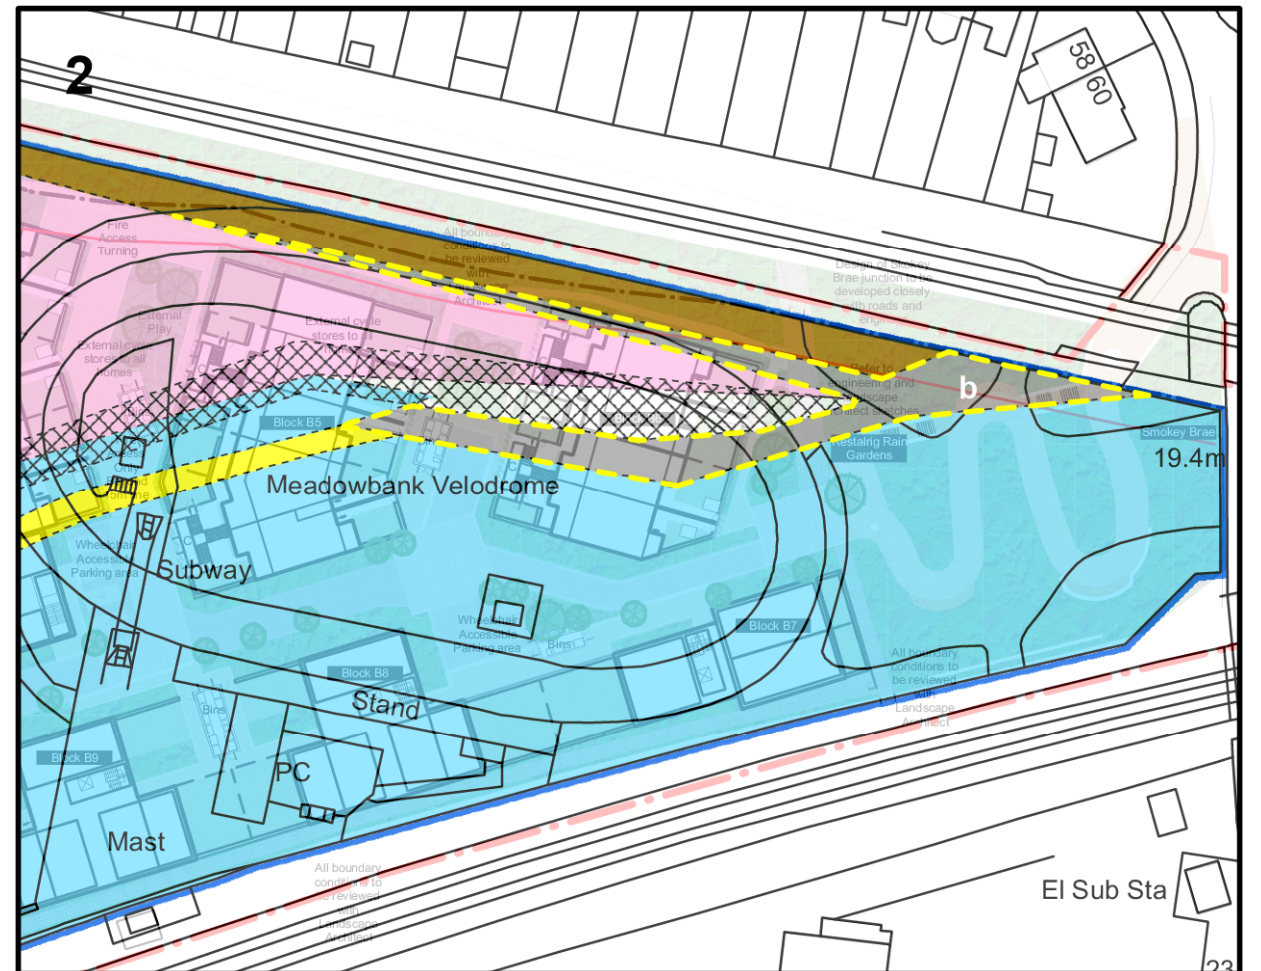 2
58 60
Fire
Access
Turning
All boundary
conditions to
be reviewed
with
Landscape
Architect
Design of Smokey
Brae junction to be
developed closely
with roads and
External
Play
External cycle
stores to all
homes
External cycle
stores to all
Refer to
engineering and
landscape
architect sketches
b
Block B5
Restalrig Rain
Gardens
Smokey Brae
19.4m
Only
Meadowbank Velodrome
Wheelchair
Accessible
Parking area
Subway
Wheelchair
Accessible
Parking area
Bins
Block B7
All boundary
conditions to
be reviewed
with
Landscape
Architect
Block B8
Bins
Stand
Block B9
PC
Mast
All boundary
conditions to
be reviewed
with
Landscape
Architect
El Sub Sta
23